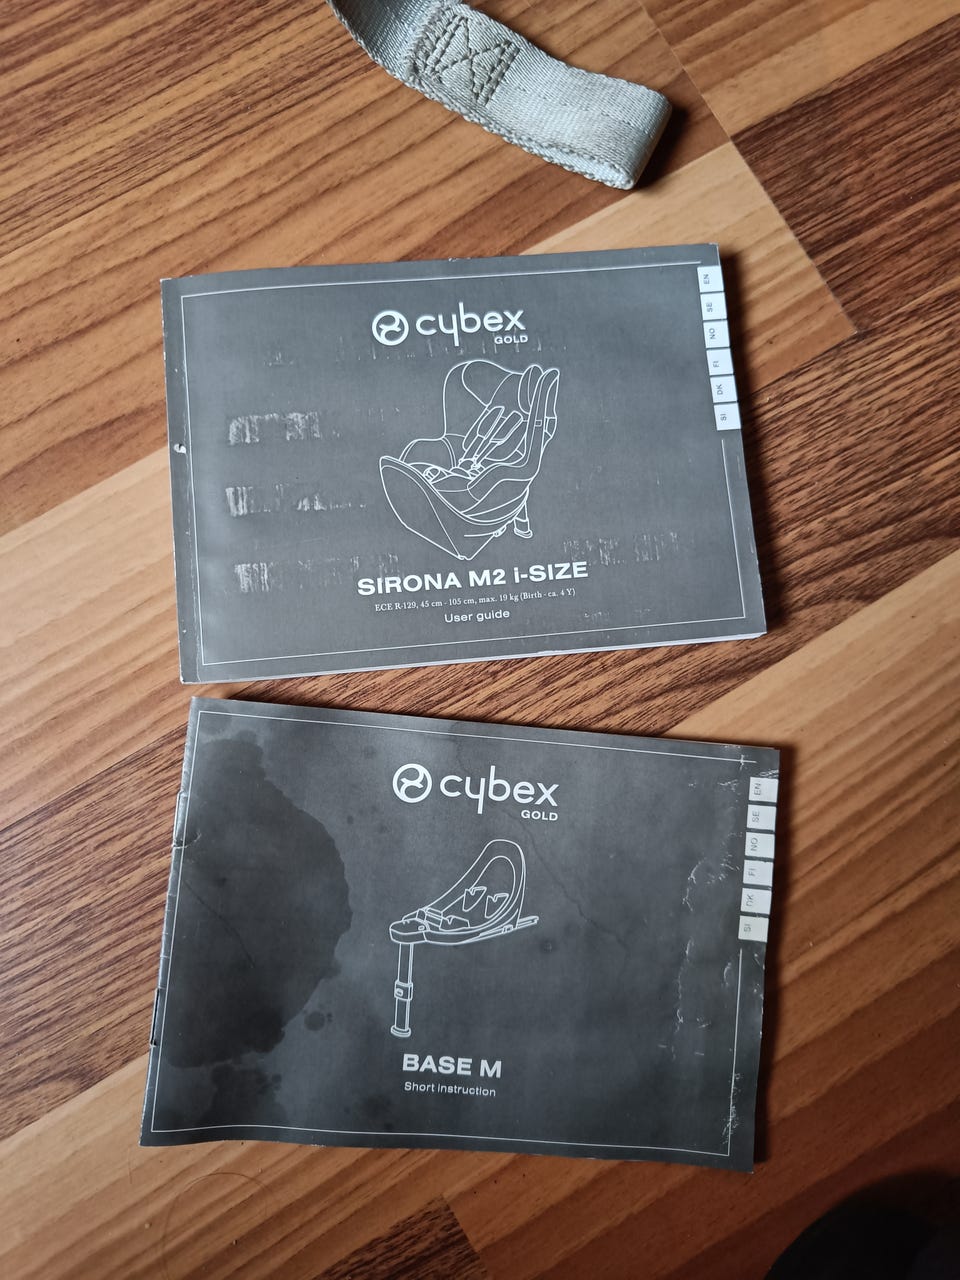 cybex
GOLD
EN
SE
NO
FI
DK
SI
SIRONA M2 i-SIZE
ECE R-129, 45 cm - 105 cm, max. 19 kg (Birth - ca. 4 Y)
User guide
cybex
GOLD
EN
SE
NO
FI
DK
SI
BASE M
Short instruction